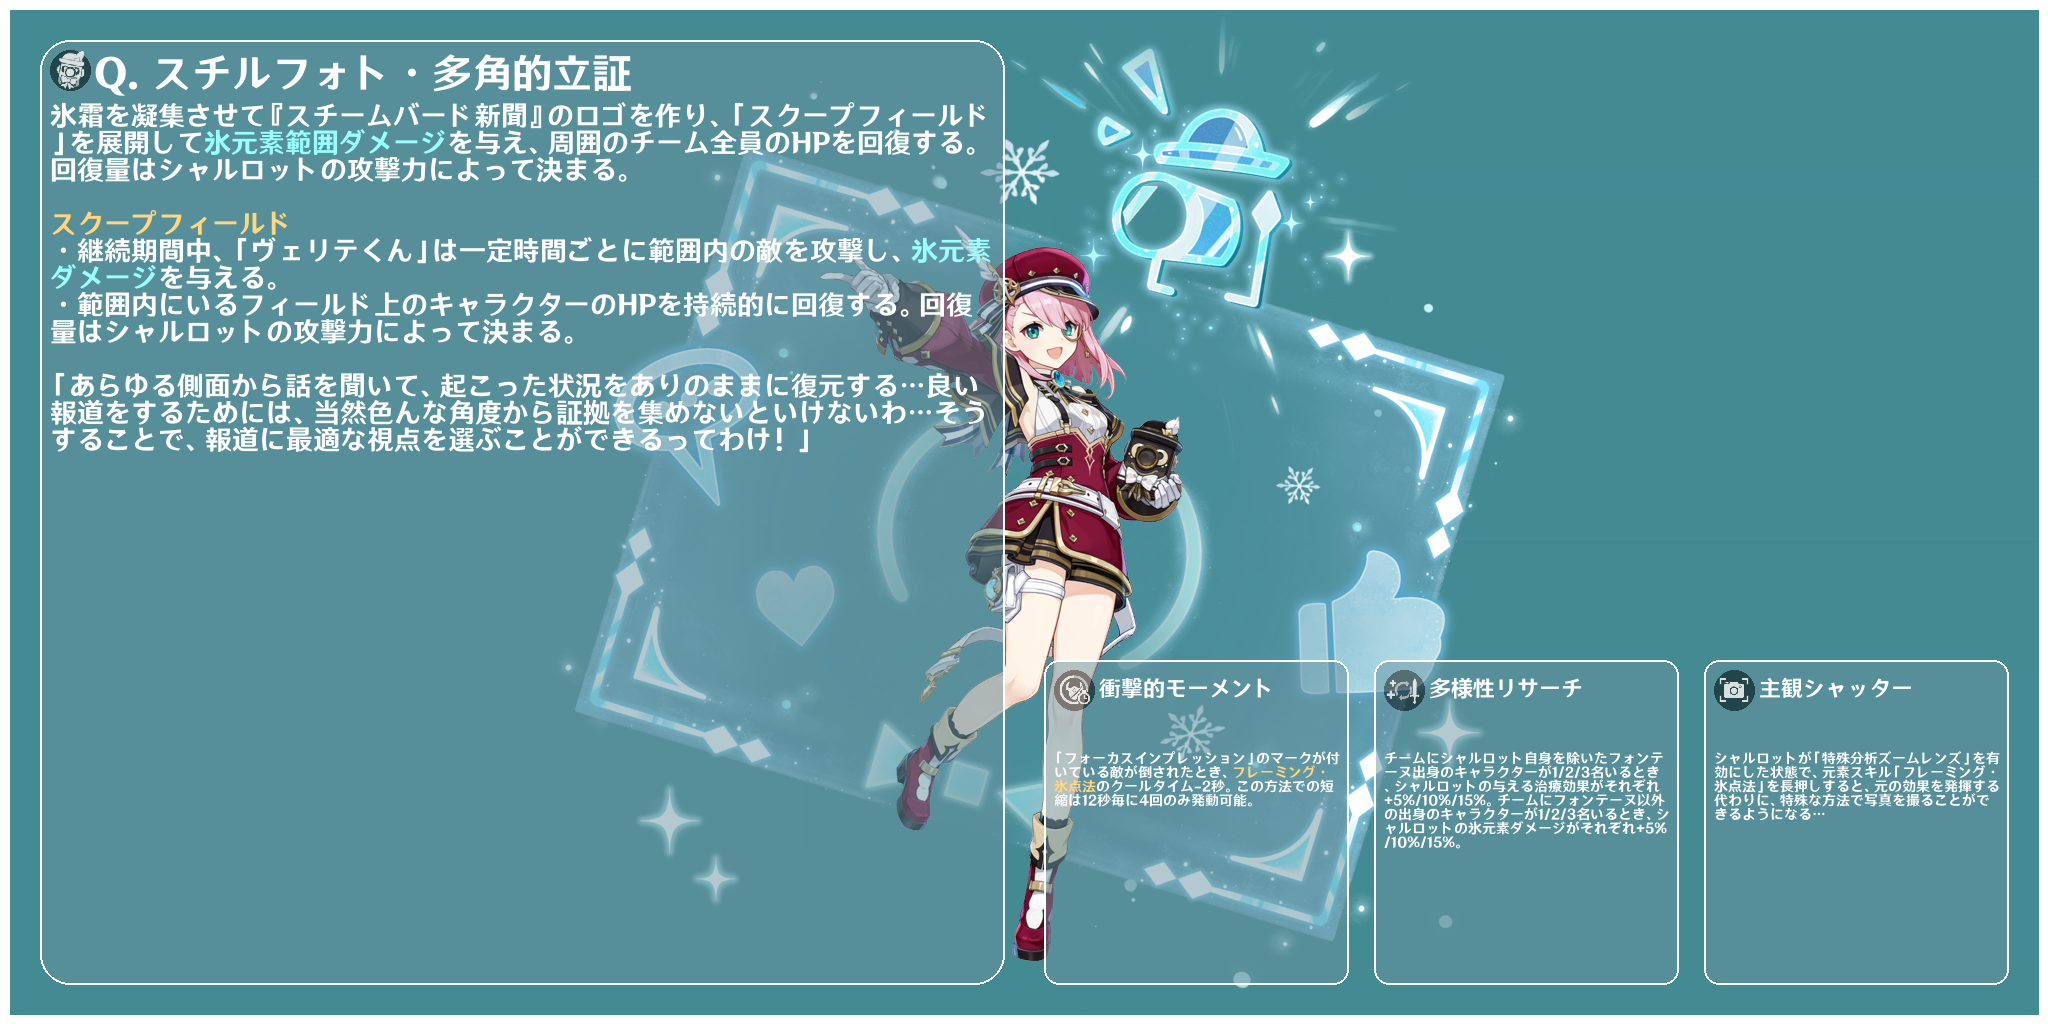 Q. スチルフォト・多角的立証
氷霜を凝集させて『スチームバード新聞』のロゴを作り、「スクープフィールド
」を展開して氷元素範囲ダメージを与え、周囲のチーム全員のHPを回復する。
回復量はシャルロットの攻撃力によって決まる。
スクープフィールド
・継続期間中、「ヴェリテくん」は一定時間ごとに範囲内の敵を攻撃し、氷元素
ダメージを与える。
・範囲内にいるフィールド上のキャラクターのHPを持続的に回復する。回復
量はシャルロットの攻撃力によって決まる。
「あらゆる側面から話を聞いて、起こった状況をありのままに復元する…良い
報道をするためには、当然色んな角度から証拠を集めないといけないわ…そう
することで、報道に最適な視点を選ぶことができるってわけ！」
衝撃的モーメント
「フォーカスインプレッション」のマークが付
いている敵が倒されたとき、フレーミング・
氷点法のクールタイム-2秒。この方法での短
縮は12秒毎に4回のみ発動可能。
多様性リサーチ
チームにシャルロット自身を除いたフォンテ
ーヌ出身のキャラクターが1/2/3名いるとき
、シャルロットの与える治療効果がそれぞれ
+5%/10%/15%。チームにフォンテーヌ以外
の出身のキャラクターが1/2/3名いるとき、シ
ャルロットの氷元素ダメージがそれぞれ+5%
/10%/15%。
主観シャッター
シャルロットが「特殊分析ズームレンズ」を有
効にした状態で、元素スキル「フレーミング・
氷点法」を長押しすると、元の効果を発揮する
代わりに、特殊な方法で写真を撮ることがで
きるようになる…